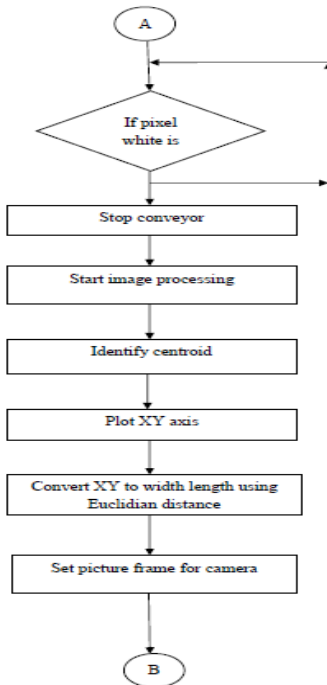 A
If pixel
white is
Stop conveyor
Start image processing
Identify centroid
Plot XY axis
Convert XY to width length using
Euclidian distance
Set picture frame for camera
B